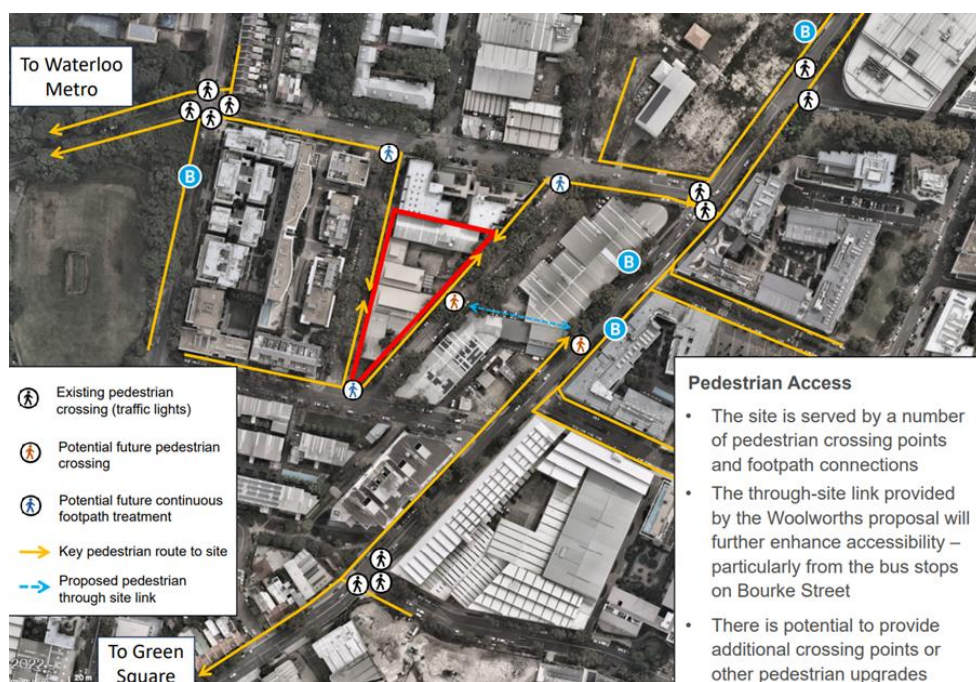 To Waterloo
Metro
B
B
B
B
Existing pedestrian
crossing (traffic lights)
Potential future pedestrian
crossing
Potential future continuous
footpath treatment
Key pedestrian route to site
Proposed pedestrian
through site link
2022
20 m
To Green
Square
Pedestrian Access
• The site is served by a number
of pedestrian crossing points
and footpath connections
• The through-site link provided
by the Woolworths proposal will
further enhance accessibility –
particularly from the bus stops
on Bourke Street
• There is potential to provide
additional crossing points or
other pedestrian upgrades